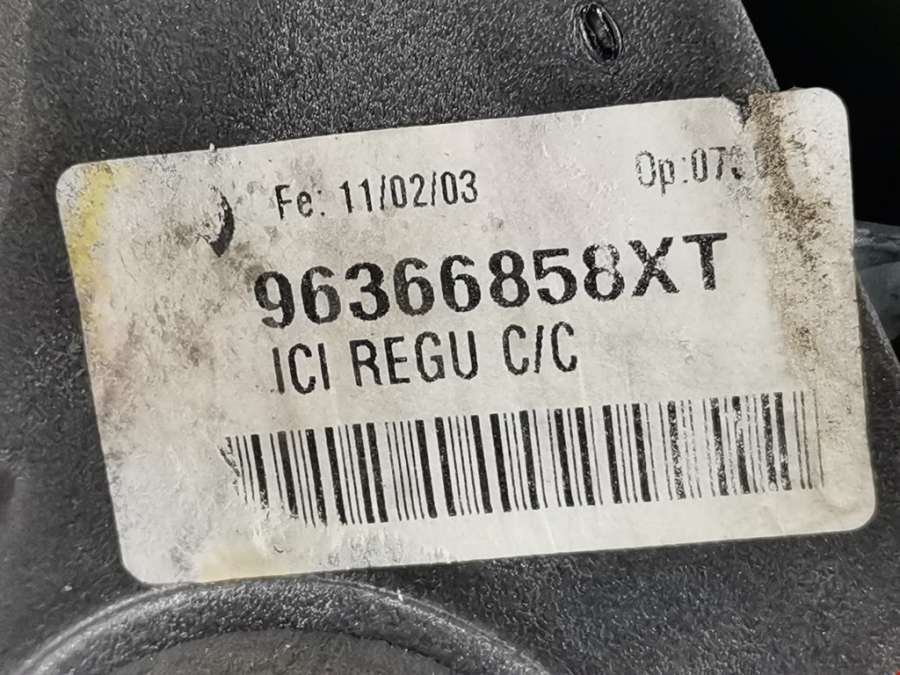 Fe: 11/02/03
96366858XT
ICI REGU C/C